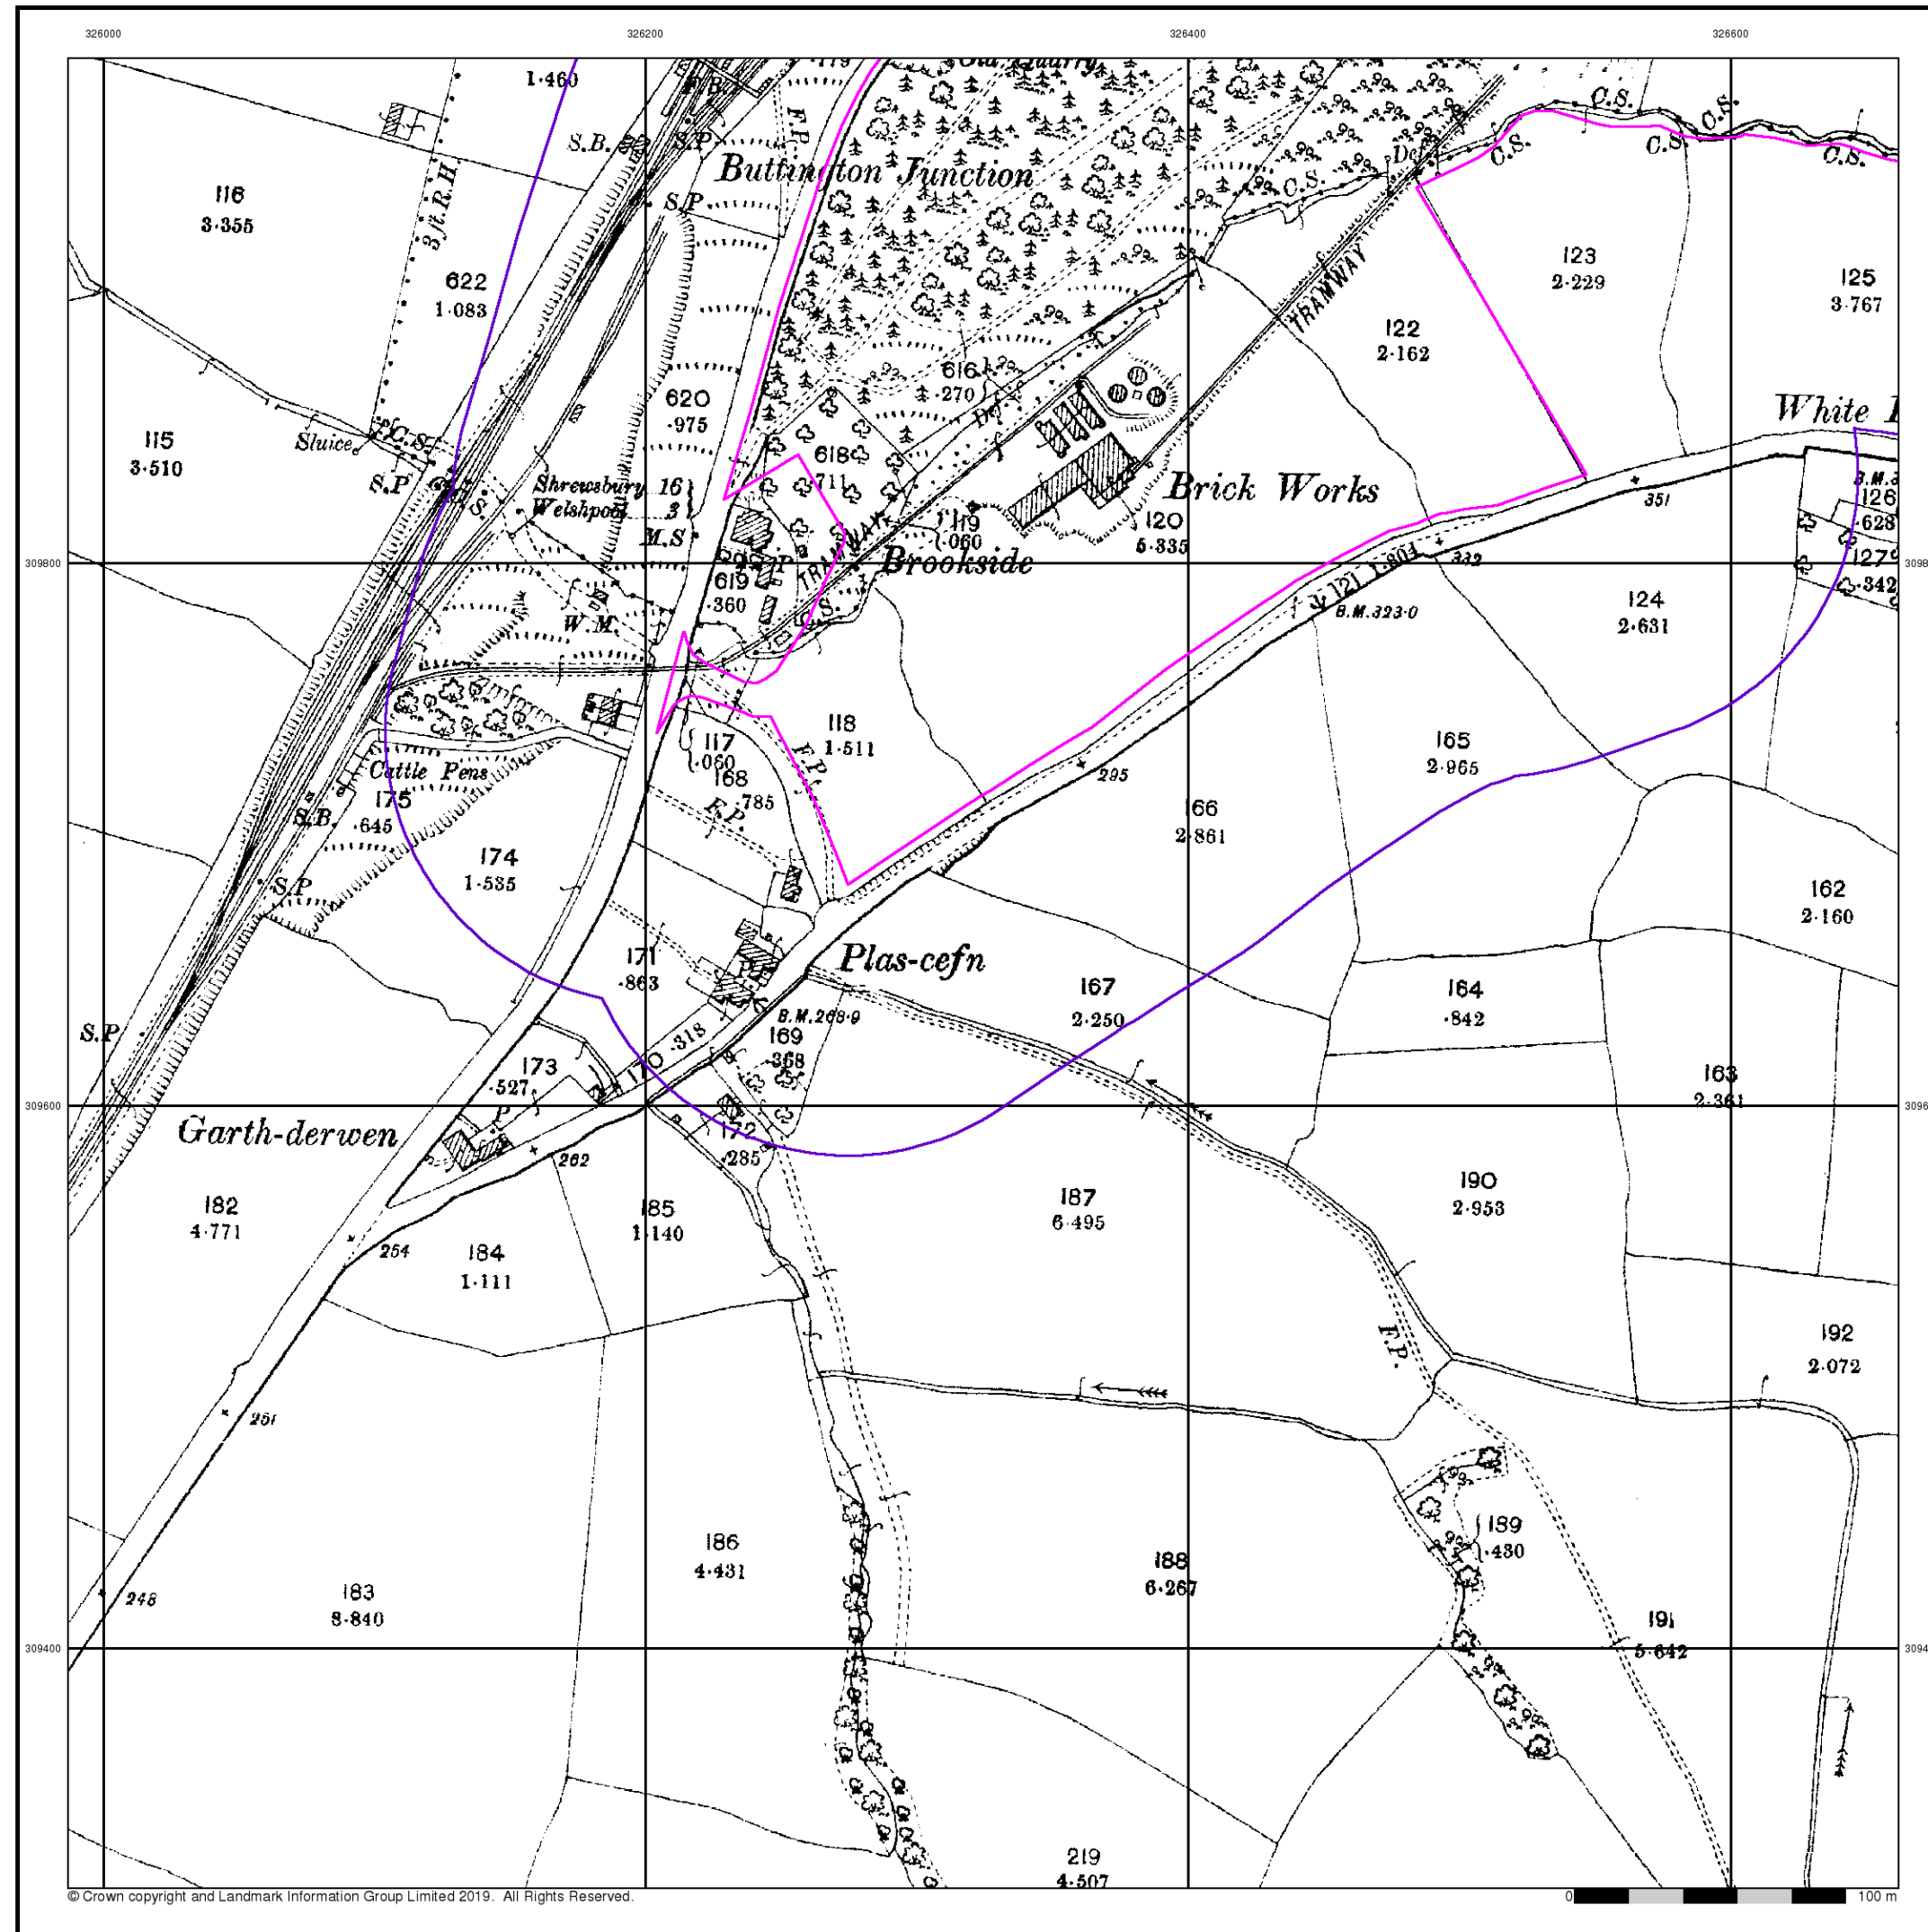 326000
326200
326400
326600
1·460
·119
Old Quarry
F.B.
F.P.
C.S.
C.S.
S.B.
S.P
C.S.
C.S.
C.S.
Buttington Junction
Def.
C.S.
116
3·355
3 ft. R.H.
S.P
123
2·229
125
3·767
622
1·083
TRAMWAY
122
2·162
616
·270
620
·975
Def.
White
115
3·510
Sluice
C.S.
618
·711
S.P
C.S.
Shrewsbury 16
Welshpool 3
M.S
Brick Works
351
B.M.3
126
·628
119
·060
120
5·335
309800
TRAMWAY
P
Brookside
332
127
·342
619
·360
121 1·804
B.M.323·0
124
2·631
W.M.
S.
118
1·511
165
2·965
117
·060
F.P.
Cattle Pens
295
168
·785
175
·645
S.B.
F.P.
166
2·861
174
1·535
S.P
162
2·160
171
·863
P
Plas-cefn
167
2·250
164
·842
S.P
B.M.268·9
169
·368
170 ·318
173
·527
163
2·361
309600
P
Garth-derwen
172
·285
262
190
2·953
182
4·771
185
1·140
187
6·495
254
184
1·111
F.P.
192
2·072
251
189
·430
186
4·431
188
6·267
183
8·840
248
191
5·642
309400
219
4·507
© Crown copyright and Landmark Information Group Limited 2019. All Rights Reserved.
0
100 m